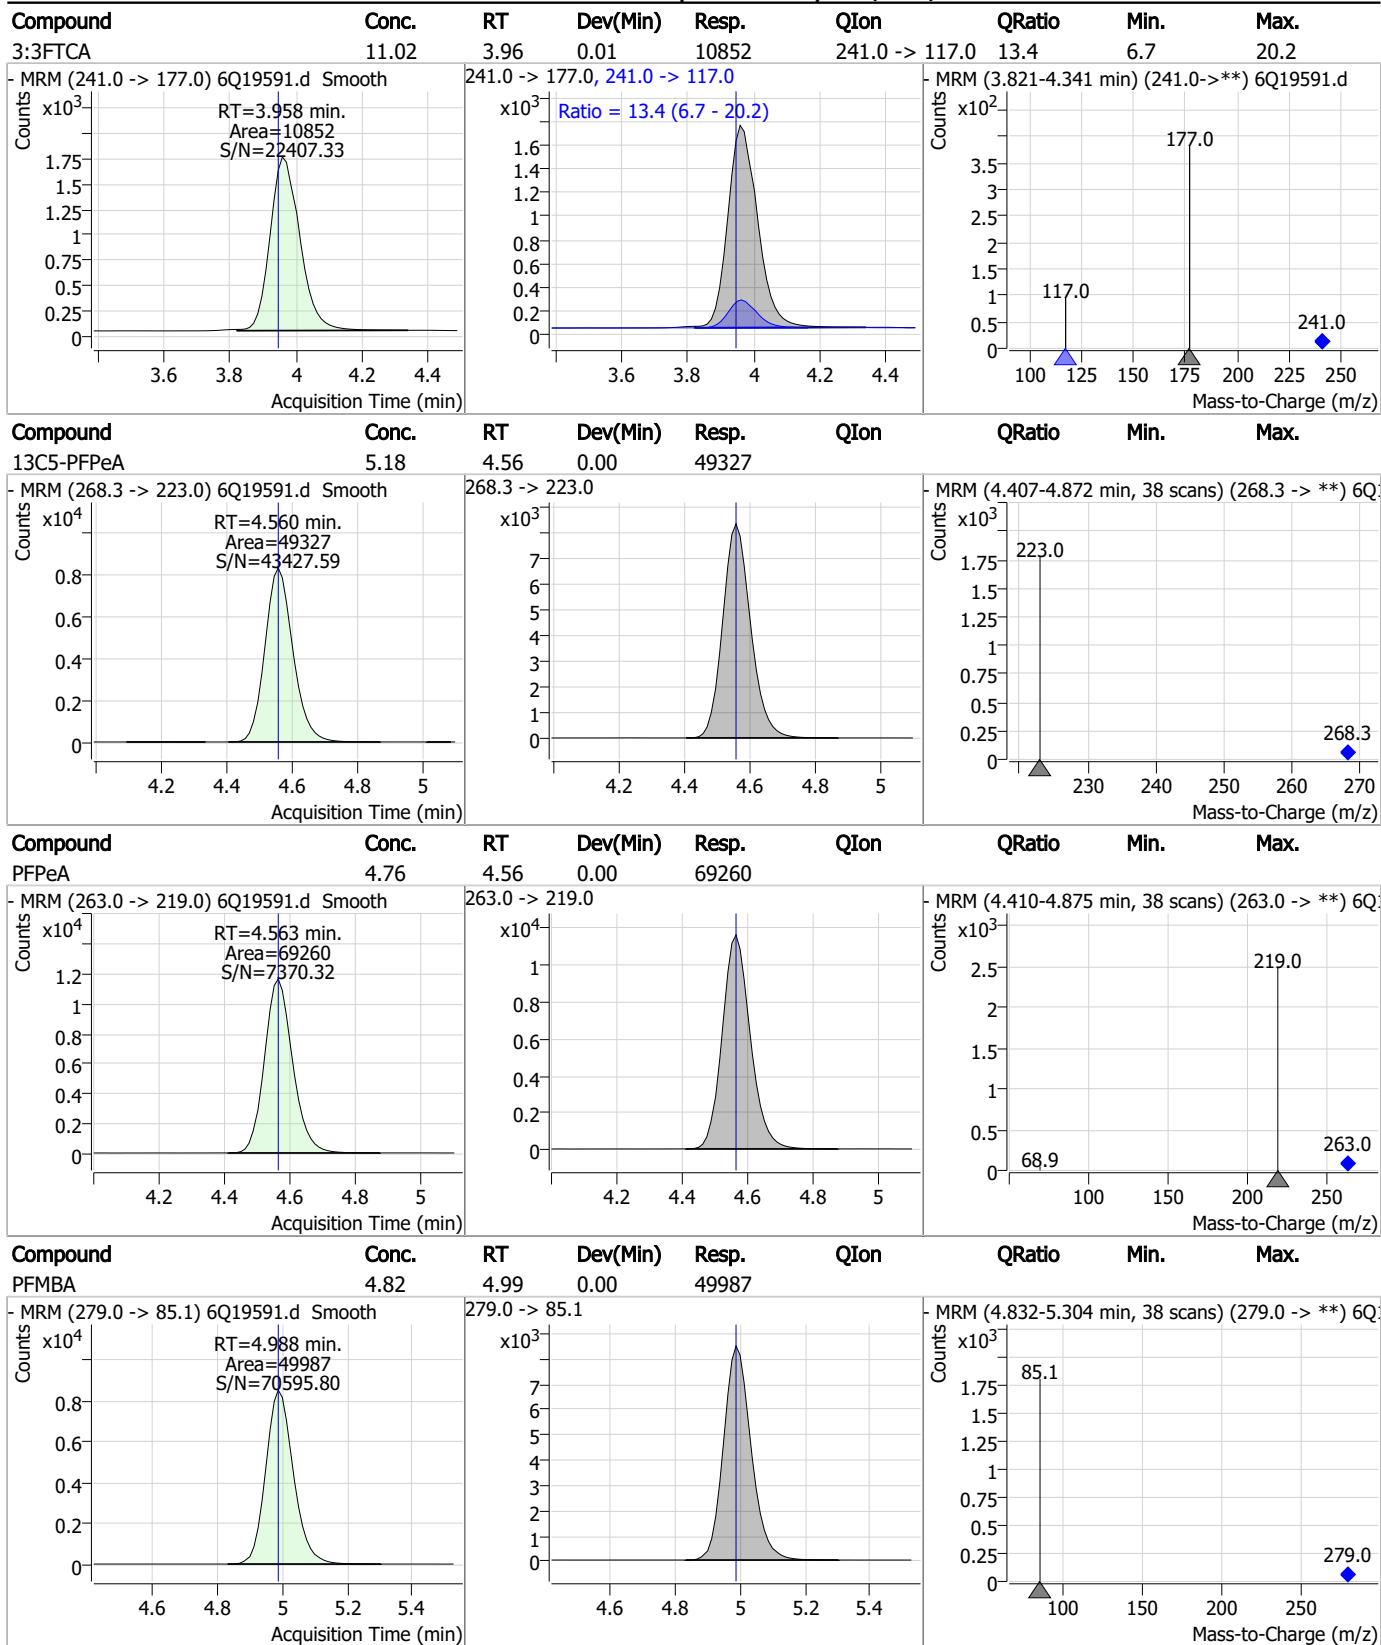 Compound Conc. RT Dev(Min) Resp. QIon QRatio Min. Max.
3:3FTCA 11.02 3.96 0.01 10852 241.0 -> 117.0 13.4 6.7 20.2
- MRM (241.0 -> 177.0) 6Q19591.d Smooth
RT=3.958 min.
Area=10852
S/N=22407.33
Counts
x10³
1.75
1.5
1.25
1
0.75
0.5
0.25
0
3.6 3.8 4 4.2 4.4
Acquisition Time (min)
241.0 -> 177.0, 241.0 -> 117.0
x10³
Ratio = 13.4 (6.7 - 20.2)
1.6
1.4
1.2
1
0.8
0.6
0.4
0.2
0
3.6 3.8 4 4.2 4.4
- MRM (3.821-4.341 min) (241.0->**) 6Q19591.d
Counts
x10²
177.0
3.5
3
2.5
2
1.5
1
0.5
0
117.0
241.0
100 125 150 175 200 225 250
Mass-to-Charge (m/z)
Compound Conc. RT Dev(Min) Resp. QIon QRatio Min. Max.
13C5-PFPeA 5.18 4.56 0.00 49327
- MRM (268.3 -> 223.0) 6Q19591.d Smooth
RT=4.560 min.
Area=49327
S/N=43427.59
Counts
x10⁴
0.8
0.6
0.4
0.2
0
4.2 4.4 4.6 4.8 5
Acquisition Time (min)
268.3 -> 223.0
x10³
7
6
5
4
3
2
1
0
4.2 4.4 4.6 4.8 5
- MRM (4.407-4.872 min, 38 scans) (268.3 -> **) 6Q1
Counts
x10³
223.0
1.75
1.5
1.25
1
0.75
0.5
0.25
0
268.3
230 240 250 260 270
Mass-to-Charge (m/z)
Compound Conc. RT Dev(Min) Resp. QIon QRatio Min. Max.
PFPeA 4.76 4.56 0.00 69260
- MRM (263.0 -> 219.0) 6Q19591.d Smooth
RT=4.563 min.
Area=69260
S/N=7370.32
Counts
x10⁴
1.2
1
0.8
0.6
0.4
0.2
0
4.2 4.4 4.6 4.8 5
Acquisition Time (min)
263.0 -> 219.0
x10⁴
1
0.8
0.6
0.4
0.2
0
4.2 4.4 4.6 4.8 5
- MRM (4.410-4.875 min, 38 scans) (263.0 -> **) 6Q1
Counts
x10³
219.0
2.5
2
1.5
1
0.5
0
68.9
263.0
100 150 200 250
Mass-to-Charge (m/z)
Compound Conc. RT Dev(Min) Resp. QIon QRatio Min. Max.
PFMBA 4.82 4.99 0.00 49987
- MRM (279.0 -> 85.1) 6Q19591.d Smooth
RT=4.988 min.
Area=49987
S/N=70595.80
Counts
x10⁴
0.8
0.6
0.4
0.2
0
4.6 4.8 5 5.2 5.4
Acquisition Time (min)
279.0 -> 85.1
x10³
7
6
5
4
3
2
1
0
4.6 4.8 5 5.2 5.4
- MRM (4.832-5.304 min, 38 scans) (279.0 -> **) 6Q1
Counts
x10³
85.1
1.75
1.5
1.25
1
0.75
0.5
0.25
0
279.0
100 150 200 250
Mass-to-Charge (m/z)